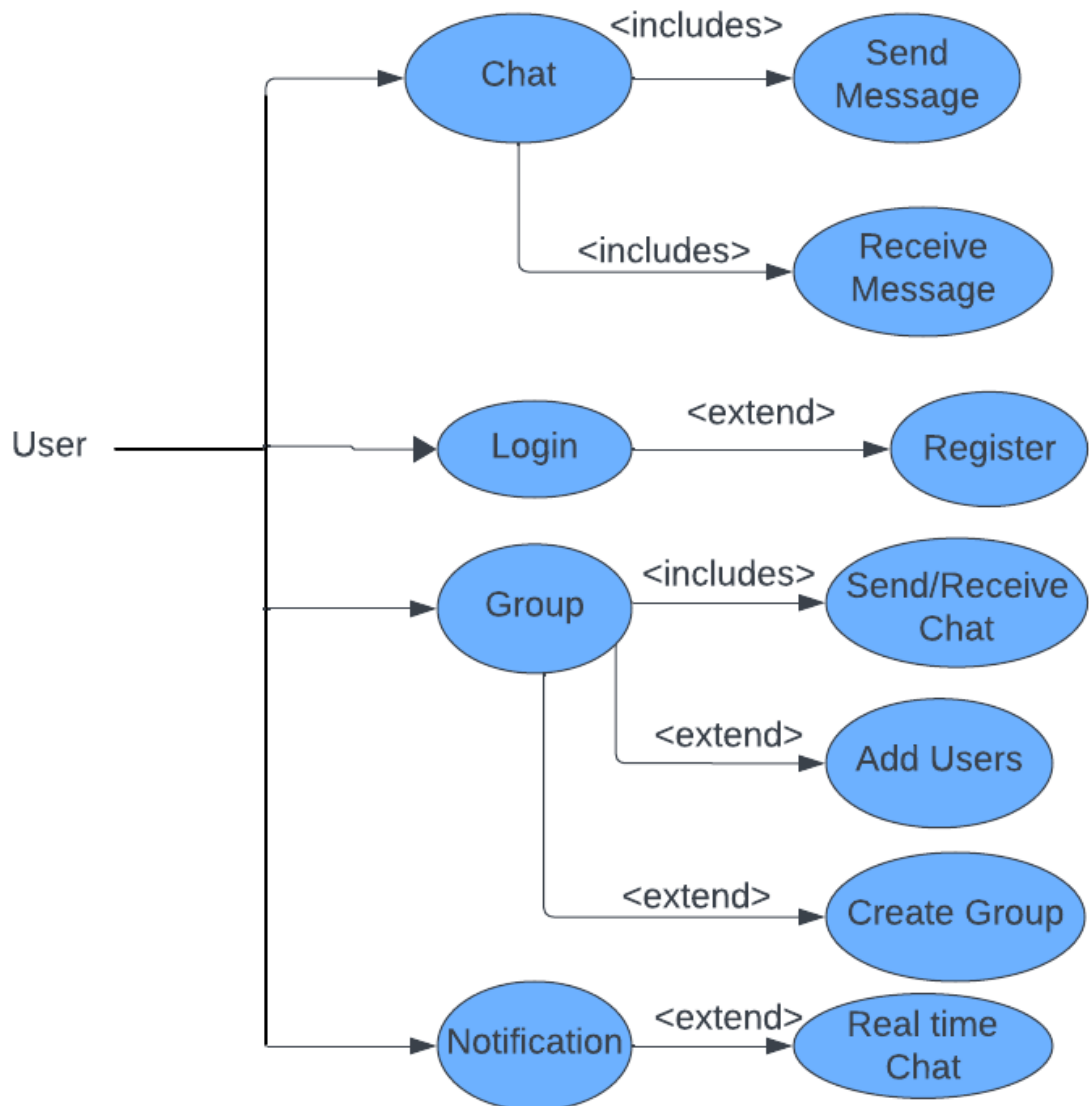 <includes>
Chat
Send
Message
<includes>
Receive
Message
User
Login
<extend>
Register
Group
<includes>
Send/Receive
Chat
<extend>
Add Users
<extend>
Create Group
Notification
<extend>
Real time
Chat